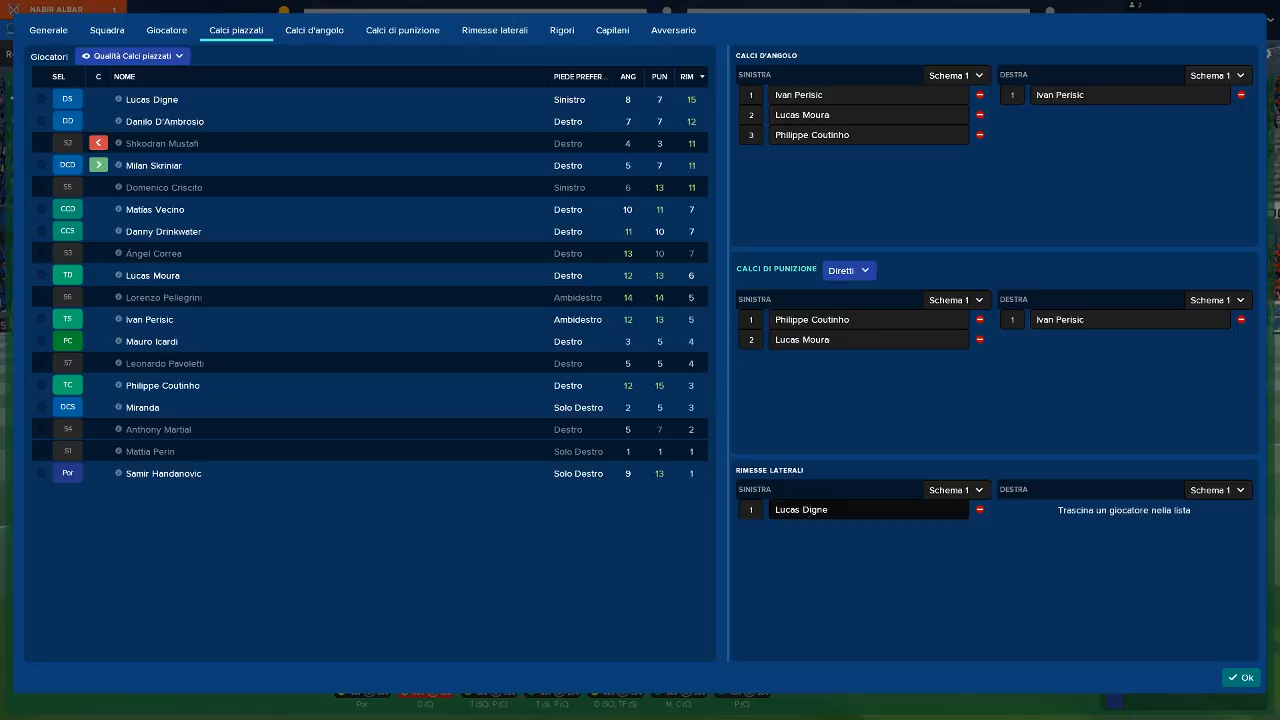 NABIR ALBAR 1
2
Generale Squadra Giocatore Calci piazzati Calci d'angolo Calci di punizione Rimesse laterali Rigori Capitani Avversario
Giocatori Qualità Calci piazzati
SEL C NOME PIEDE PREFER... ANG PUN RIM
DS Lucas Digne Sinistro 8 7 15
DD Danilo D'Ambrosio Destro 7 7 12
S2 Shkodran Mustafi Destro 4 3 11
DCD Milan Skriniar Destro 5 7 11
S5 Domenico Criscito Sinistro 6 13 11
CCD Matías Vecino Destro 10 11 7
CCS Danny Drinkwater Destro 11 10 7
S3 Ángel Correa Destro 13 10 7
TD Lucas Moura Destro 12 13 6
S6 Lorenzo Pellegrini Ambidestro 14 14 5
TS Ivan Perisic Ambidestro 12 13 5
PC Mauro Icardi Destro 3 5 4
S7 Leonardo Pavoletti Destro 5 5 4
TC Philippe Coutinho Destro 12 15 3
DCS Miranda Solo Destro 2 5 3
S4 Anthony Martial Destro 5 7 2
S1 Mattia Perin Solo Destro 1 1 1
Por Samir Handanovic Solo Destro 9 13 1
CALCI D'ANGOLO
SINISTRA Schema 1 DESTRA Schema 1
1 Ivan Perisic 1 Ivan Perisic
2 Lucas Moura
3 Philippe Coutinho
CALCI DI PUNIZIONE Diretti
SINISTRA Schema 1 DESTRA Schema 1
1 Philippe Coutinho 1 Ivan Perisic
2 Lucas Moura
RIMESSE LATERALI
SINISTRA Schema 1 DESTRA Schema 1
1 Lucas Digne Trascina un giocatore nella lista
Ok
Por D (C) T (SC), P (C) T (S), P (C) D (SC), TF (S) M, C (C) P (C)